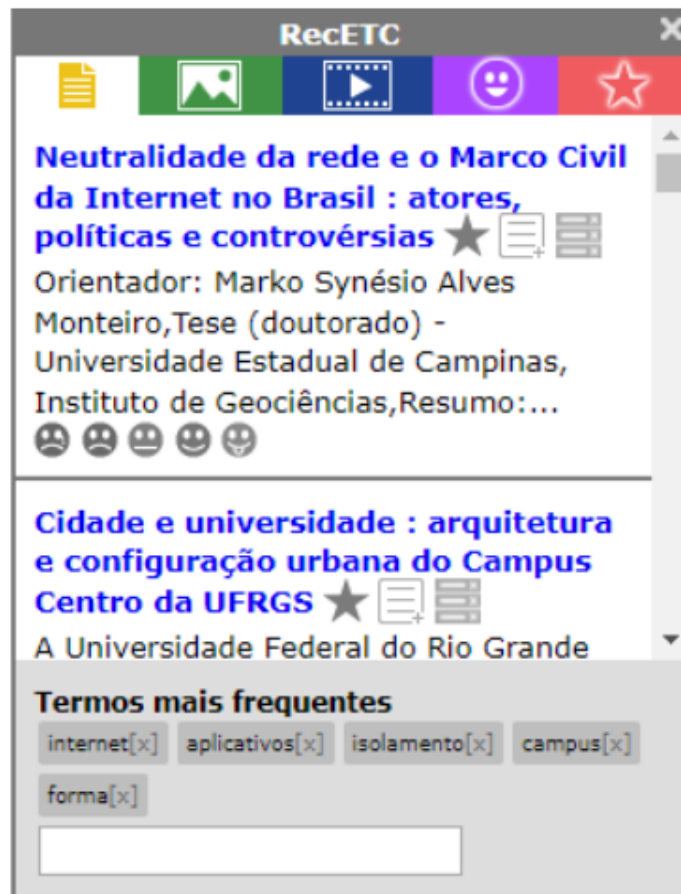 RecETC
Neutralidade da rede e o Marco Civil
da Internet no Brasil : atores,
políticas e controvérsias
Orientador: Marko Synésio Alves
Monteiro,Tese (doutorado) -
Universidade Estadual de Campinas,
Instituto de Geociências,Resumo:...
Cidade e universidade : arquitetura
e configuração urbana do Campus
Centro da UFRGS
A Universidade Federal do Rio Grande
Termos mais frequentes
internet[x] aplicativos[x] isolamento[x] campus[x]
forma[x]